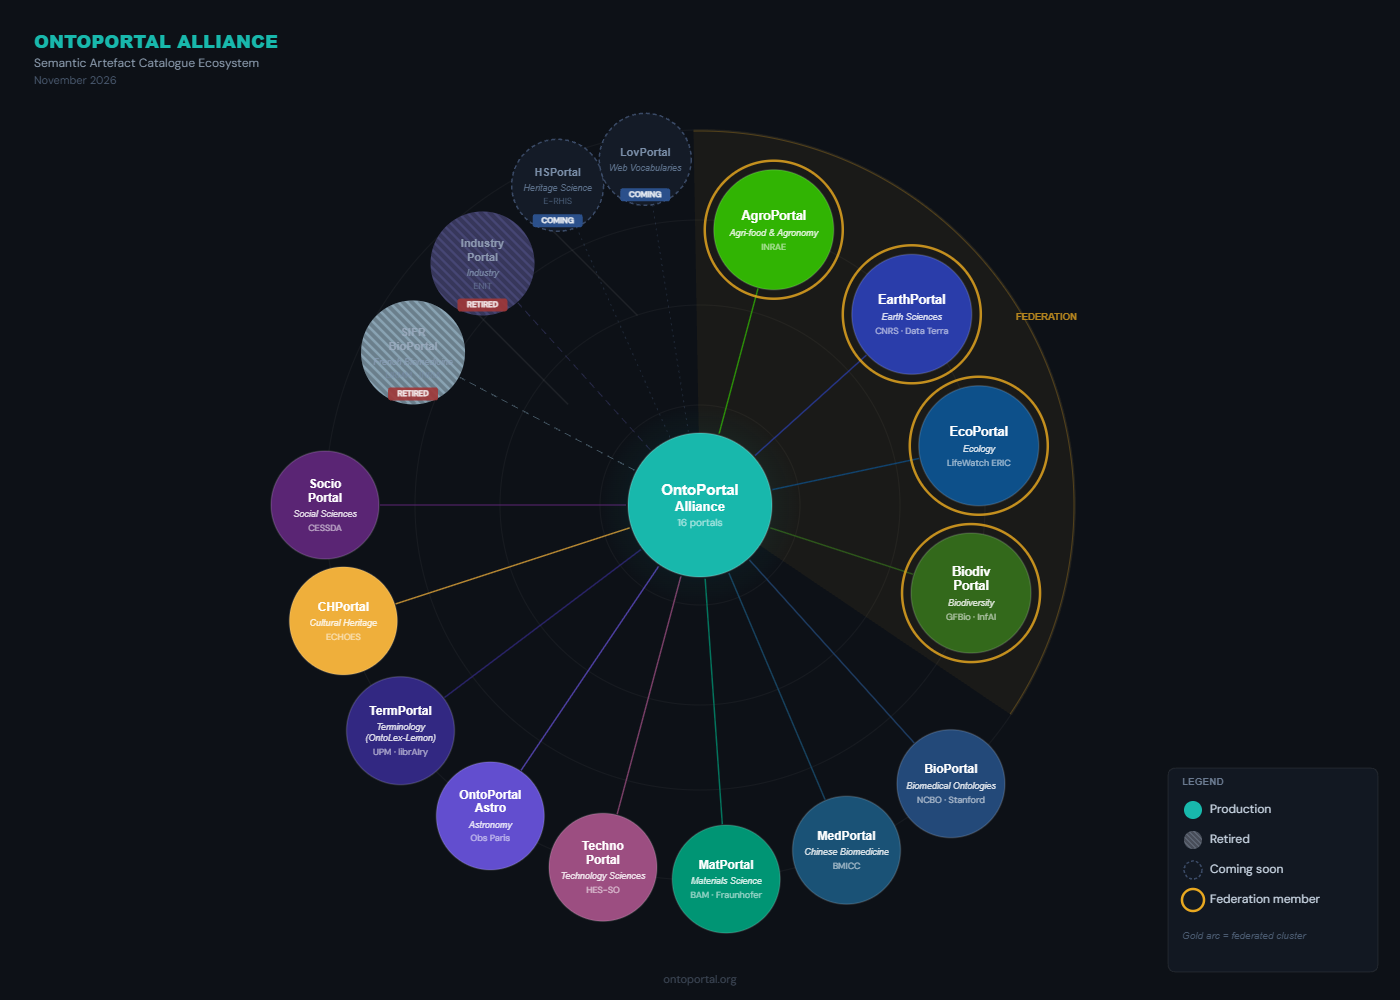 ONTOPORTAL ALLIANCE
Semantic Artefact Catalogue Ecosystem
November 2026
LovPortal
Web Vocabularies
COMING
HSPortal
Heritage Science
E-RHIS
COMING
Industry
Portal
Industry
ENIT
RETIRED
SIFR
BioPortal
RETIRED
AgroPortal
Agri-food & Agronomy
INRAE
EarthPortal
Earth Sciences
CNRS · Data Terra
FEDERATION
EcoPortal
Ecology
LifeWatch ERIC
Biodiv
Portal
Biodiversity
GFBio · InfAI
OntoPortal
Alliance
16 portals
Socio
Portal
Social Sciences
CESSDA
CHPortal
Cultural Heritage
ECHOES
TermPortal
Terminology
(OntoLex-Lemon)
UPM · librAIry
OntoPortal
Astro
Astronomy
Obs Paris
Techno
Portal
Technology Sciences
HES-SO
MatPortal
Materials Science
BAM · Fraunhofer
MedPortal
Chinese Biomedicine
BMICC
BioPortal
Biomedical Ontologies
NCBO · Stanford
LEGEND
Production
Retired
Coming soon
Federation member
Gold arc = federated cluster
ontoportal.org